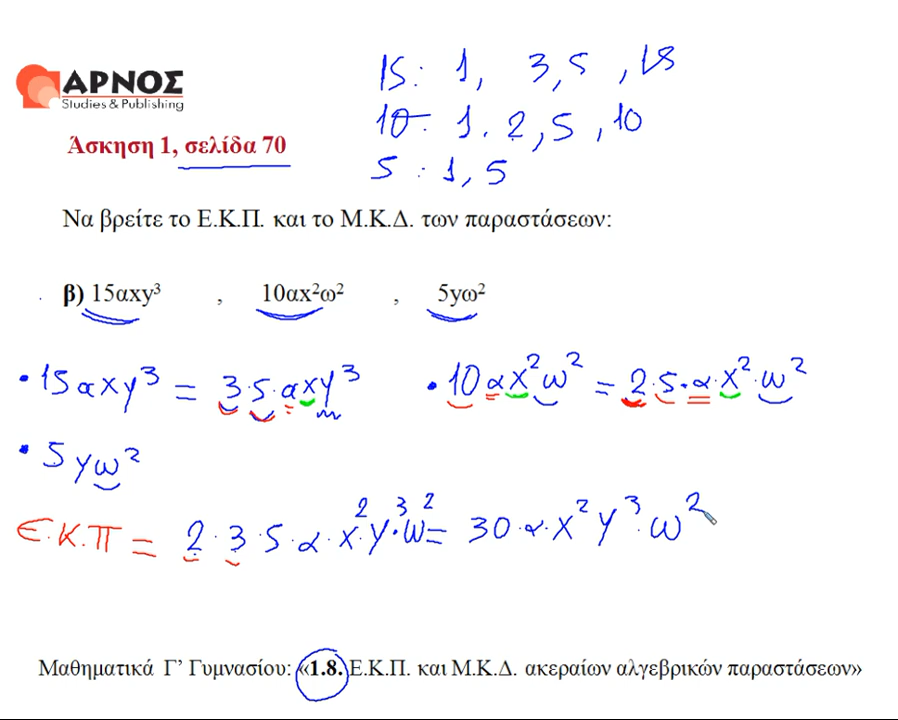 ΑΡΝΟΣ
Studies & Publishing
15: 1, 3, 5, 15
10: 1. 2, 5, 10
5 : 1, 5
Άσκηση 1, σελίδα 70
Να βρείτε το Ε.Κ.Π. και το Μ.Κ.Δ. των παραστάσεων:
β) 15αxy³ , 10αx²ω² , 5yω²
• 15αxy³ = 3·5·αxy³ • 10αx²ω² = 2·5·α·x²·ω²
• 5yω²
Ε.Κ.Π = 2·3·5·α·x²·y³·ω² = 30·α·x²y³·ω²
Μαθηματικά Γ’ Γυμνασίου: «1.8. Ε.Κ.Π. και Μ.Κ.Δ. ακεραίων αλγεβρικών παραστάσεων»